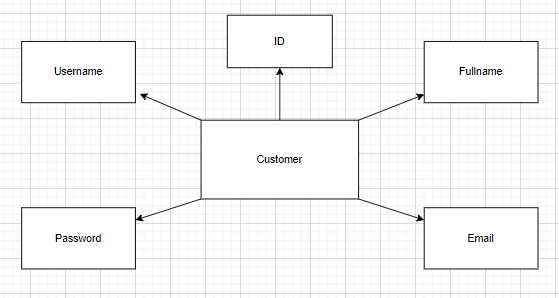 ID
Username
Fullname
Customer
Password
Email